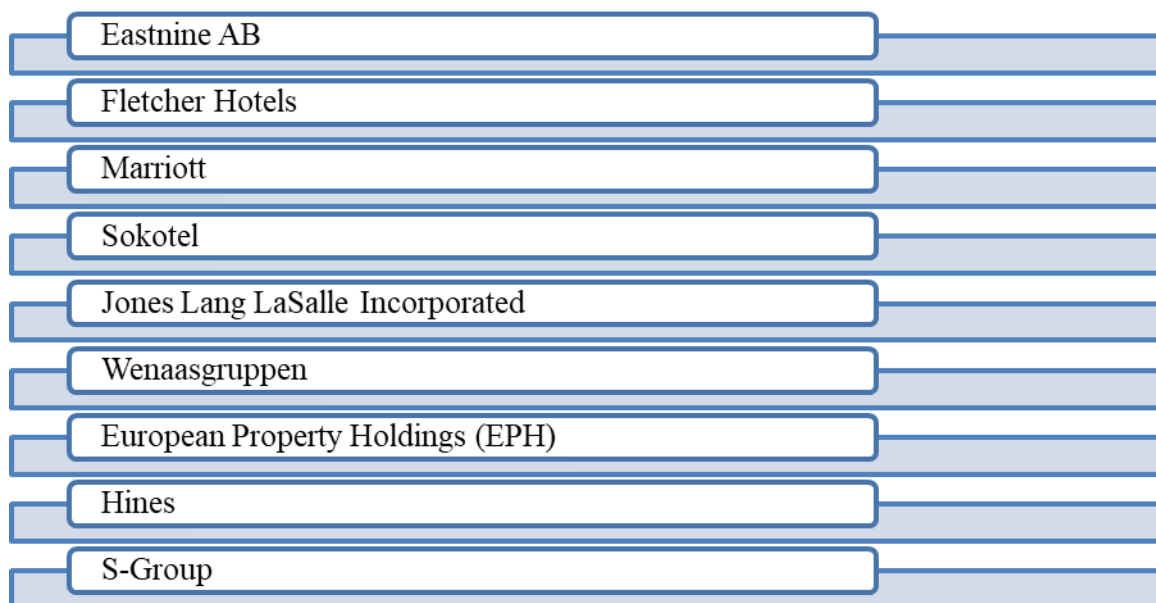 Eastnine AB
Fletcher Hotels
Marriott
Sokotel
Jones Lang LaSalle Incorporated
Wenaasgruppen
European Property Holdings (EPH)
Hines
S-Group